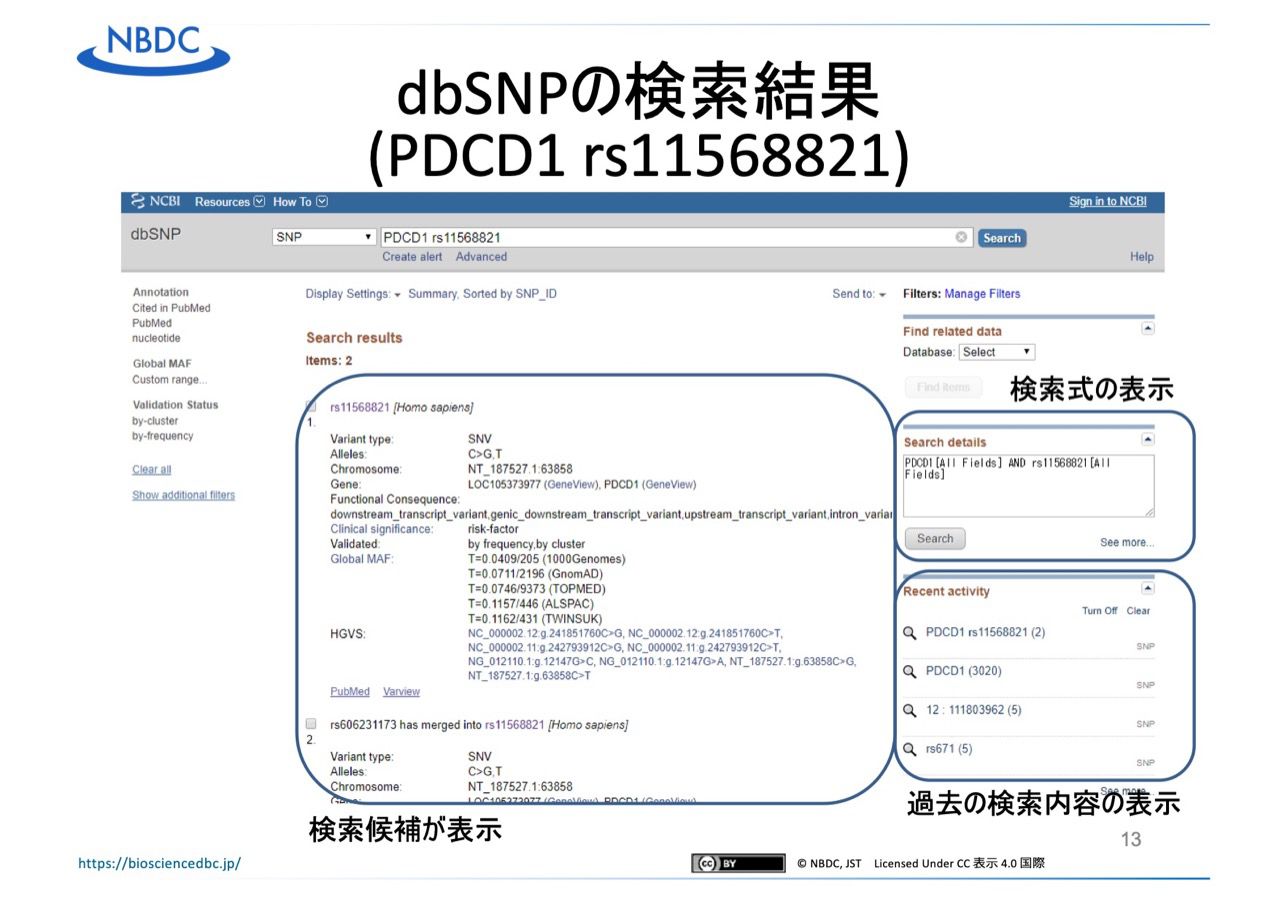 NBDC
dbSNPの検索結果
(PDCD1 rs11568821)
NCBI Resources How To Sign in to NCBI
dbSNP
SNP PDCD1 rs11568821 Search
Create alert Advanced Help
Annotation
Cited in PubMed
PubMed
nucleotide
Global MAF
Custom range...
Validation Status
by-cluster
by-frequency
Clear all
Show additional filters
Display Settings: Summary, Sorted by SNP_ID Send to:
Search results
Items: 2
rs11568821 [Homo sapiens]
1.
Variant type: SNV
Alleles: C>G,T
Chromosome: NT_187527.1:63858
Gene: LOC105373977 (GeneView), PDCD1 (GeneView)
Functional Consequence:
downstream_transcript_variant,genic_downstream_transcript_variant,upstream_transcript_variant,intron_varian
Clinical significance: risk-factor
Validated: by frequency,by cluster
Global MAF: T=0.0409/205 (1000Genomes)
T=0.0711/2196 (GnomAD)
T=0.0746/9373 (TOPMED)
T=0.1157/446 (ALSPAC)
T=0.1162/431 (TWINSUK)
HGVS: NC_000002.12:g.241851760C>G, NC_000002.12:g.241851760C>T,
NC_000002.11:g.242793912C>G, NC_000002.11:g.242793912C>T,
NG_012110.1:g.12147G>C, NG_012110.1:g.12147G>A, NT_187527.1:g.63858C>G,
NT_187527.1:g.63858C>T
PubMed Varview
rs606231173 has merged into rs11568821 [Homo sapiens]
2.
Variant type: SNV
Alleles: C>G,T
Chromosome: NT_187527.1:63858
Gene: LOC105373977 (GeneView), PDCD1 (GeneView)
検索候補が表示
Filters: Manage Filters
Find related data
Database: Select
Find items
検索式の表示
Search details
PDCD1[All Fields] AND rs11568821[All
Fields]
Search
See more...
Recent activity
Turn Off Clear
PDCD1 rs11568821 (2)
SNP
PDCD1 (3020)
SNP
12 : 111803962 (5)
SNP
rs671 (5)
SNP
See more...
過去の検索内容の表示
13
https://biosciencedbc.jp/
cc BY
© NBDC, JST Licensed Under CC 表示 4.0 国際